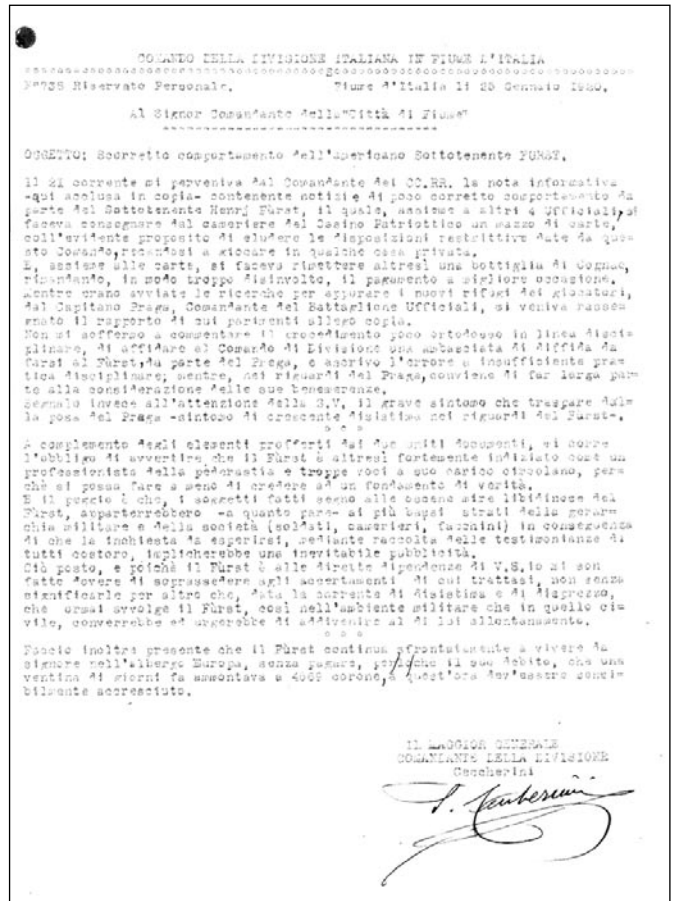 COMANDO DELLA DIVISIONE ITALIANA IN FIUME D'ITALIA
N°735 Riservato Personale. Fiume d'Italia li 25 Gennaio 1920.
Al Signor Comandante della "Città di Fiume"
OGGETTO: Scorretto comportamento dell'americano Sottotenente FURST.
Il 21 corrente mi perveniva dal Comandante dei CC.RR. la nota informativa
-qui acclusa in copia- contenente notizie di poco corretto comportamento da
parte del Sottotenente Henrj Fürst, il quale, assieme a altri 4 Ufficiali, si
faceva consegnare dal cameriere del Casino Patriottico un mazzo di carte,
coll'evidente proposito di eludere le disposizioni restrittive date da que=
sto Comando, recandosi a giocare in qualche casa privata.
E, assieme alle carte, si faceva rimettere altresì una bottiglia di Cognac,
rimandando, in modo troppo disinvolto, il pagamento a migliore occasione.
Mentre erano avviate le ricerche per appurare i nuovi rifugi dei giocatori,
dal Capitano Praga, Comandante del Battaglione Ufficiali, si veniva rasse=
gnato il rapporto di cui parimenti allego copia.
Non mi soffermo a commentare il procedimento poco ortodosso in linea disci=
plinare, di affidare al Comando di Divisione una ambasciata di diffida da
farsi al Fürst, da parte del Praga, e ascrivo l'errore a insufficiente pra=
tica disciplinare; mentre, nei riguardi del Praga, conviene di far larga par=
te alla considerazione delle sue benemerenze.
Segnalo invece all'attenzione della S.V. il grave sintomo che traspare dal=
la posa del Praga -sintomo di crescente disistima nei riguardi del Fürst-.
° ° °
A complemento degli elementi profferti dai due uniti documenti, mi corre
l'obbligo di avvertire che il Fürst è altresì fortemente indiziato come un
professionista della pederastia e troppe voci a suo carico circolano, per=
chè si possa fare a meno di credere ad un fondamento di verità.
E il peggio è che, i soggetti fatti segno alle oscene mire libidinose del
Fürst, apparterrebbero -a quanto pare- ai più bassi strati della gerar=
chia militare e della società (soldati, camerieri, facchini) in conseguenza
di che la inchiesta da esperirsi, mediante raccolta delle testimonianze di
tutti costoro, implicherebbe una inevitabile pubblicità.
Ciò posto, e poichè il Fürst è alle dirette dipendenze di V.S. io mi son
fatto dovere di soprassedere agli accertamenti di cui trattasi, non senza
significarle per altro che, data la corrente di disistima e di disprezzo,
che ormai avvolge il Fürst, così nell'ambiente militare che in quello ci=
vile, converrebbe ed urgerebbe di addivenire al di lui allontanamento.
° ° °
Faccio inoltre presente che il Fürst continua sfrontatamente a vivere da
signore nell'albergo Europa, senza pagare, che il suo debito, che una
ventina di giorni fa ammontava a 4669 corone, a quest'ora dev'essere sensi=
bilmente accresciuto.
IL MAGGIOR GENERALE
COMANDANTE DELLA DIVISIONE
Ceccherini